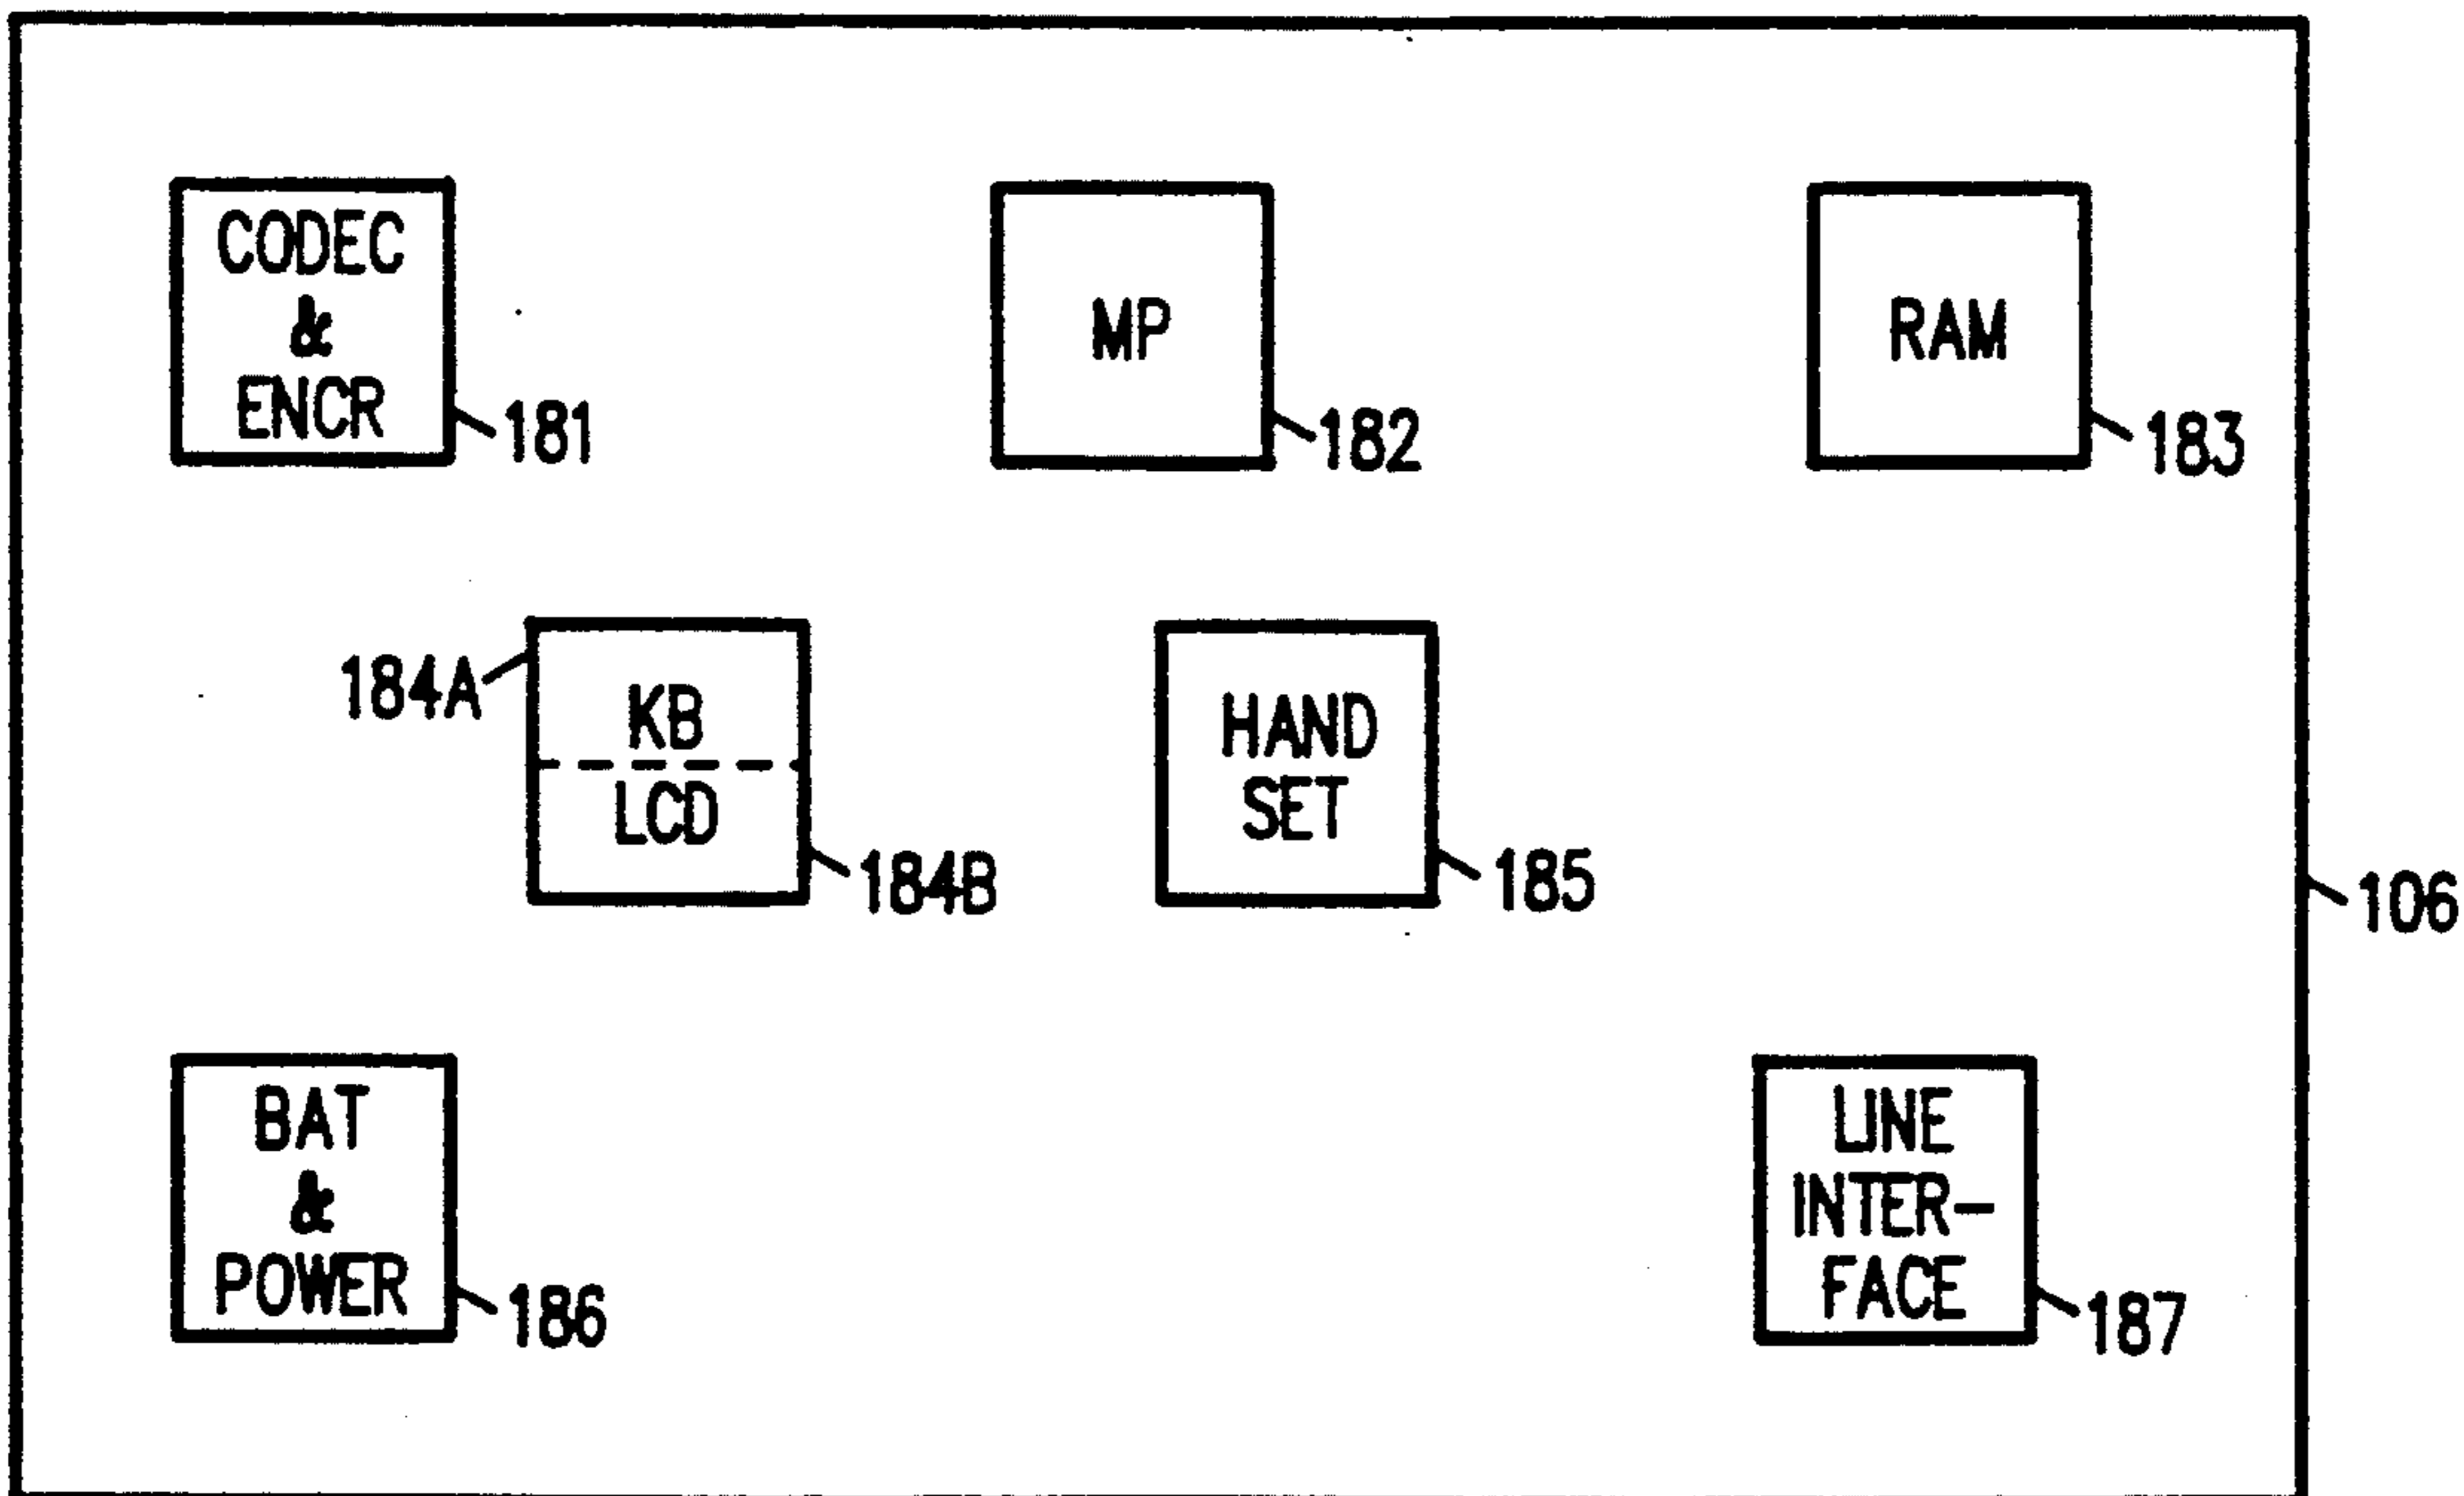 CODEC
&
ENCR
181
MP
182
RAM
183
184A
KB
LCD
184B
HAND
SET
185
106
BAT
&
POWER
186
LINE
INTER-
FACE
187